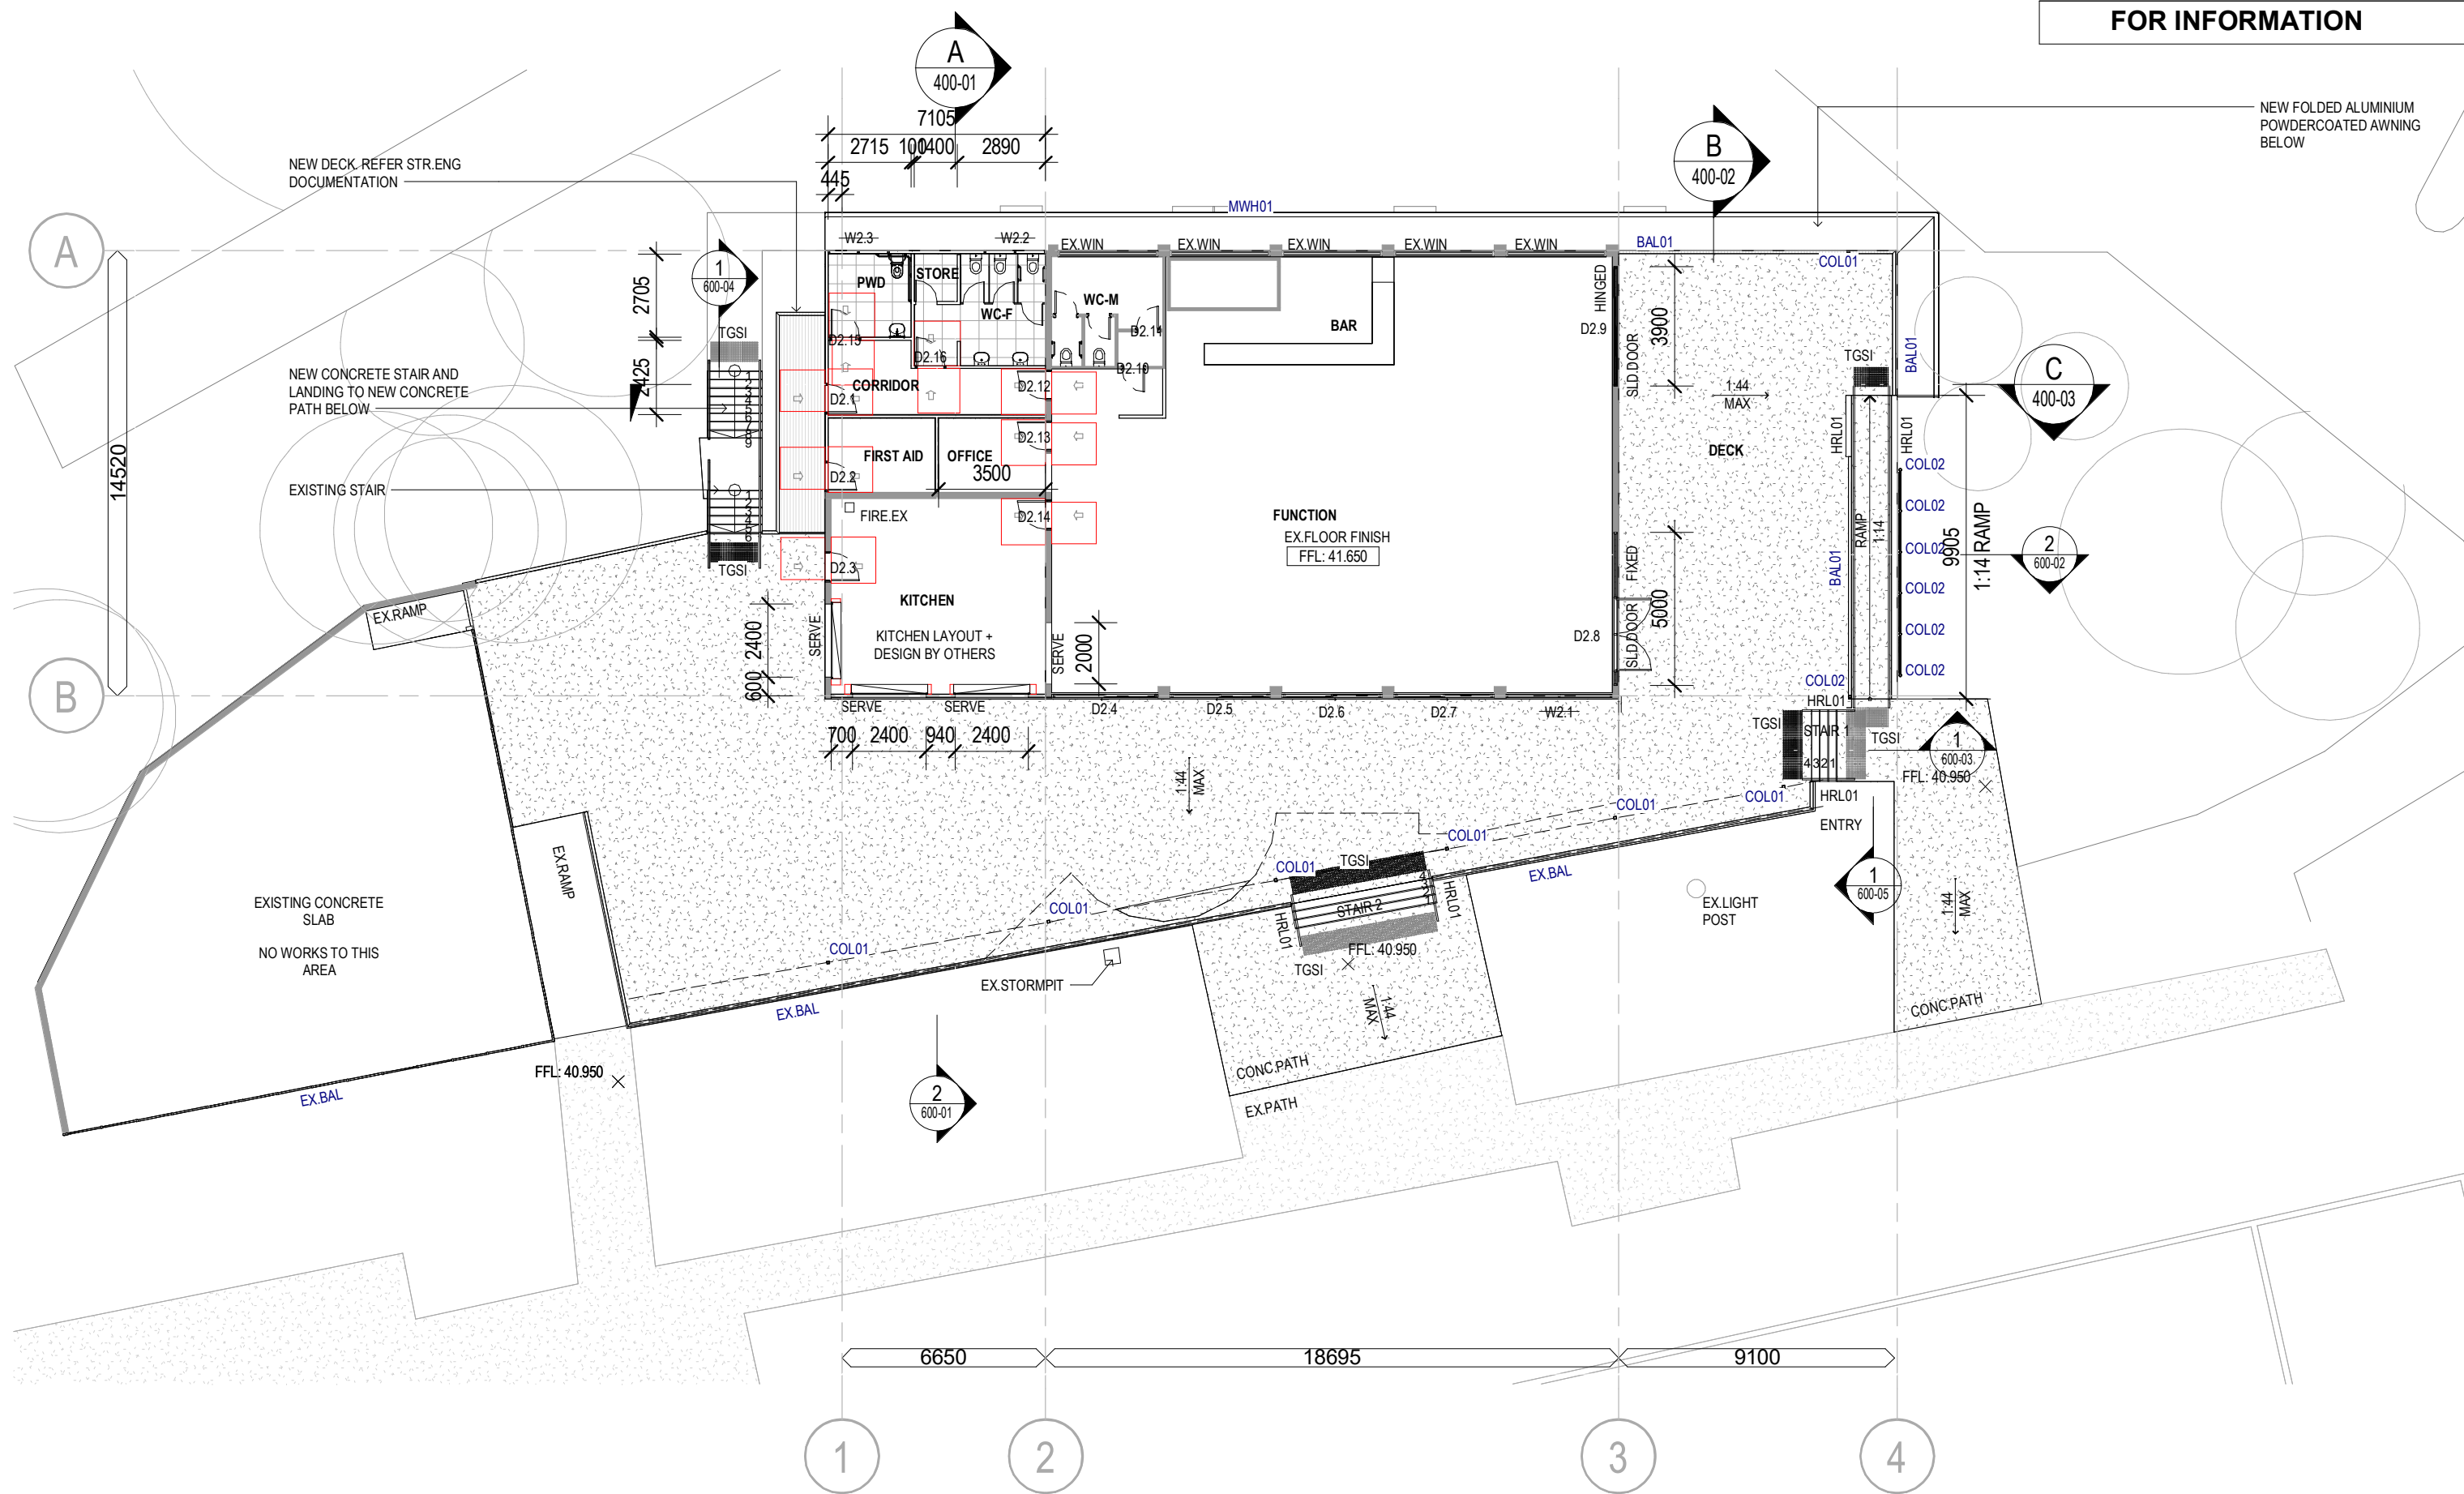 FOR INFORMATION
A
400-01
7105
2715
100
1400
2890
445
B
400-02
NEW FOLDED ALUMINIUM
POWDERCOATED AWNING
BELOW
NEW DECK REFER STR.ENG
DOCUMENTATION
MWH01
A
W2.3
W2.2
EX.WIN
EX.WIN
EX.WIN
EX.WIN
EX.WIN
BAL01
COL01
1
600-04
2705
PWD
STORE
WC-F
WC-M
BAR
HINGED
D2.9
SLD.DOOR
3900
TGSI
D2.15
D2.16
D2.14
D2.10
TGSI
BAL01
C
400-03
NEW CONCRETE STAIR AND
LANDING TO NEW CONCRETE
PATH BELOW
2425
CORRIDOR
D2.1
D2.12
1:44
MAX
HRL01
HRL01
14520
D2.13
FIRST AID
OFFICE
3500
D2.2
DECK
COL02
EXISTING STAIR
FIRE.EX
D2.14
FUNCTION
EX.FLOOR FINISH
FFL: 41.650
COL02
RAMP
1:14
COL02
9905
1:14 RAMP
2
600-02
TGSI
D2.3
FIXED
BAL01
COL02
EX.RAMP
KITCHEN
KITCHEN LAYOUT +
DESIGN BY OTHERS
SERVE
2400
600
SERVE
2000
D2.8
SLD.DOOR
5000
COL02
COL02
COL02
B
SERVE
SERVE
D2.4
D2.5
D2.6
D2.7
W2.1
HRL01
TGSI
STAIR 1
TGSI
4321
700
2400
940
2400
1
600-03
FFL: 40.950
1:44
MAX
COL01
COL01
HRL01
ENTRY
COL01
TGSI
COL01
EX.BAL
1
600-05
EX.RAMP
EXISTING CONCRETE
SLAB
NO WORKS TO THIS
AREA
COL01
COL01
STAIR 2
HRL01
HRL01
EX.LIGHT
POST
1:44
MAX
FFL: 40.950
TGSI
EX.STORMPIT
EX.BAL
1:44
MAX
CONC.PATH
CONC.PATH
EX.PATH
FFL: 40.950
EX.BAL
2
600-01
6650
18695
9100
1
2
3
4